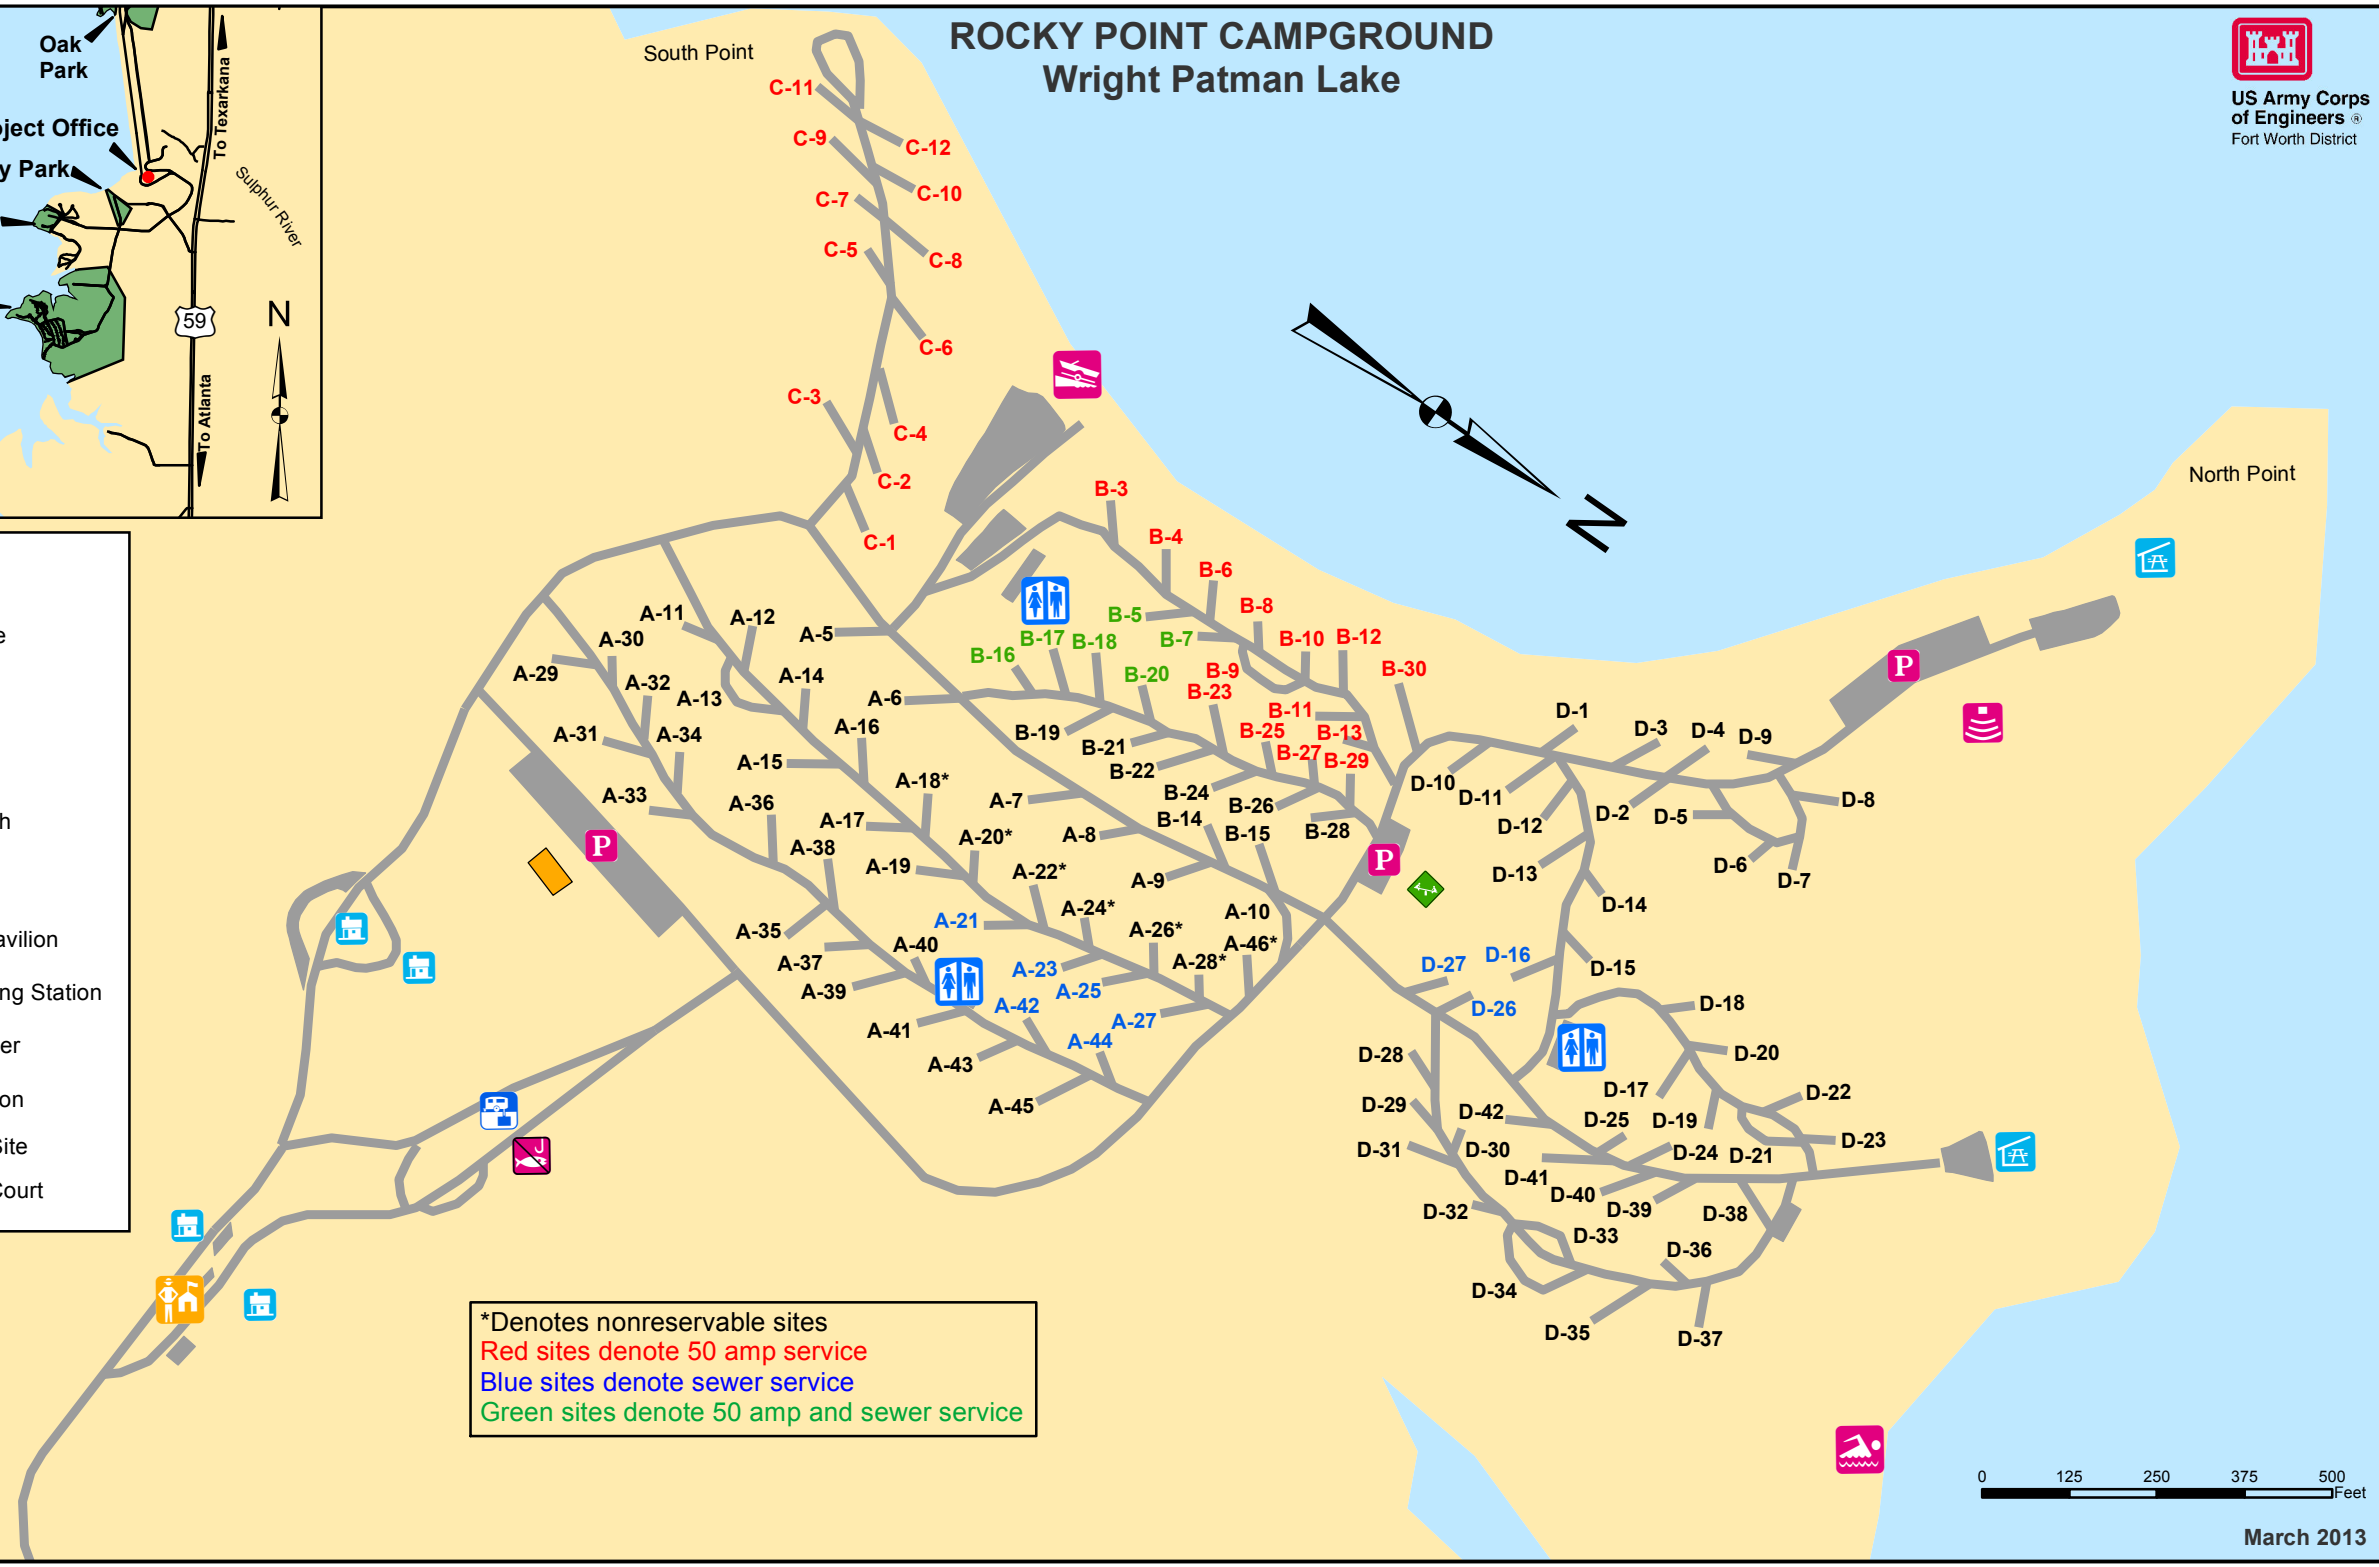 ROCKY POINT CAMPGROUND
Wright Patman Lake
US Army Corps
of Engineers ®
Fort Worth District
Oak
Park
To Texarkana
ject Office
y Park
Sulphur River
59
N
To Atlanta
South Point
North Point
N
e
h
avilion
ng Station
er
on
Site
Court
C-11
C-12
C-9
C-10
C-7
C-8
C-5
C-6
C-3
C-4
C-2
C-1
B-3
B-4
B-6
B-5
B-8
B-7
B-10
B-12
B-9
B-30
B-17
B-18
B-16
B-20
B-23
B-11
B-13
B-25
B-27
B-29
B-19
B-21
B-22
B-24
B-26
B-28
B-14
B-15
A-11
A-12
A-5
A-30
A-29
A-32
A-13
A-14
A-6
A-31
A-34
A-16
A-15
A-18*
A-7
A-33
A-36
A-17
A-20*
A-8
A-38
A-19
A-22*
A-9
A-24*
A-10
A-21
A-26*
A-46*
A-35
A-40
A-37
A-23
A-28*
A-39
A-25
A-42
A-27
A-41
A-44
A-43
A-45
P
P
P
D-1
D-3
D-4
D-9
D-10
D-11
D-2
D-5
D-8
D-12
D-6
D-7
D-13
D-14
D-27
D-16
D-15
D-26
D-18
D-28
D-20
D-17
D-22
D-29
D-42
D-25
D-19
D-23
D-31
D-30
D-24
D-21
D-41
D-40
D-39
D-38
D-32
D-33
D-36
D-34
D-35
D-37
*Denotes nonreservable sites
Red sites denote 50 amp service
Blue sites denote sewer service
Green sites denote 50 amp and sewer service
0 125 250 375 500
Feet
March 2013